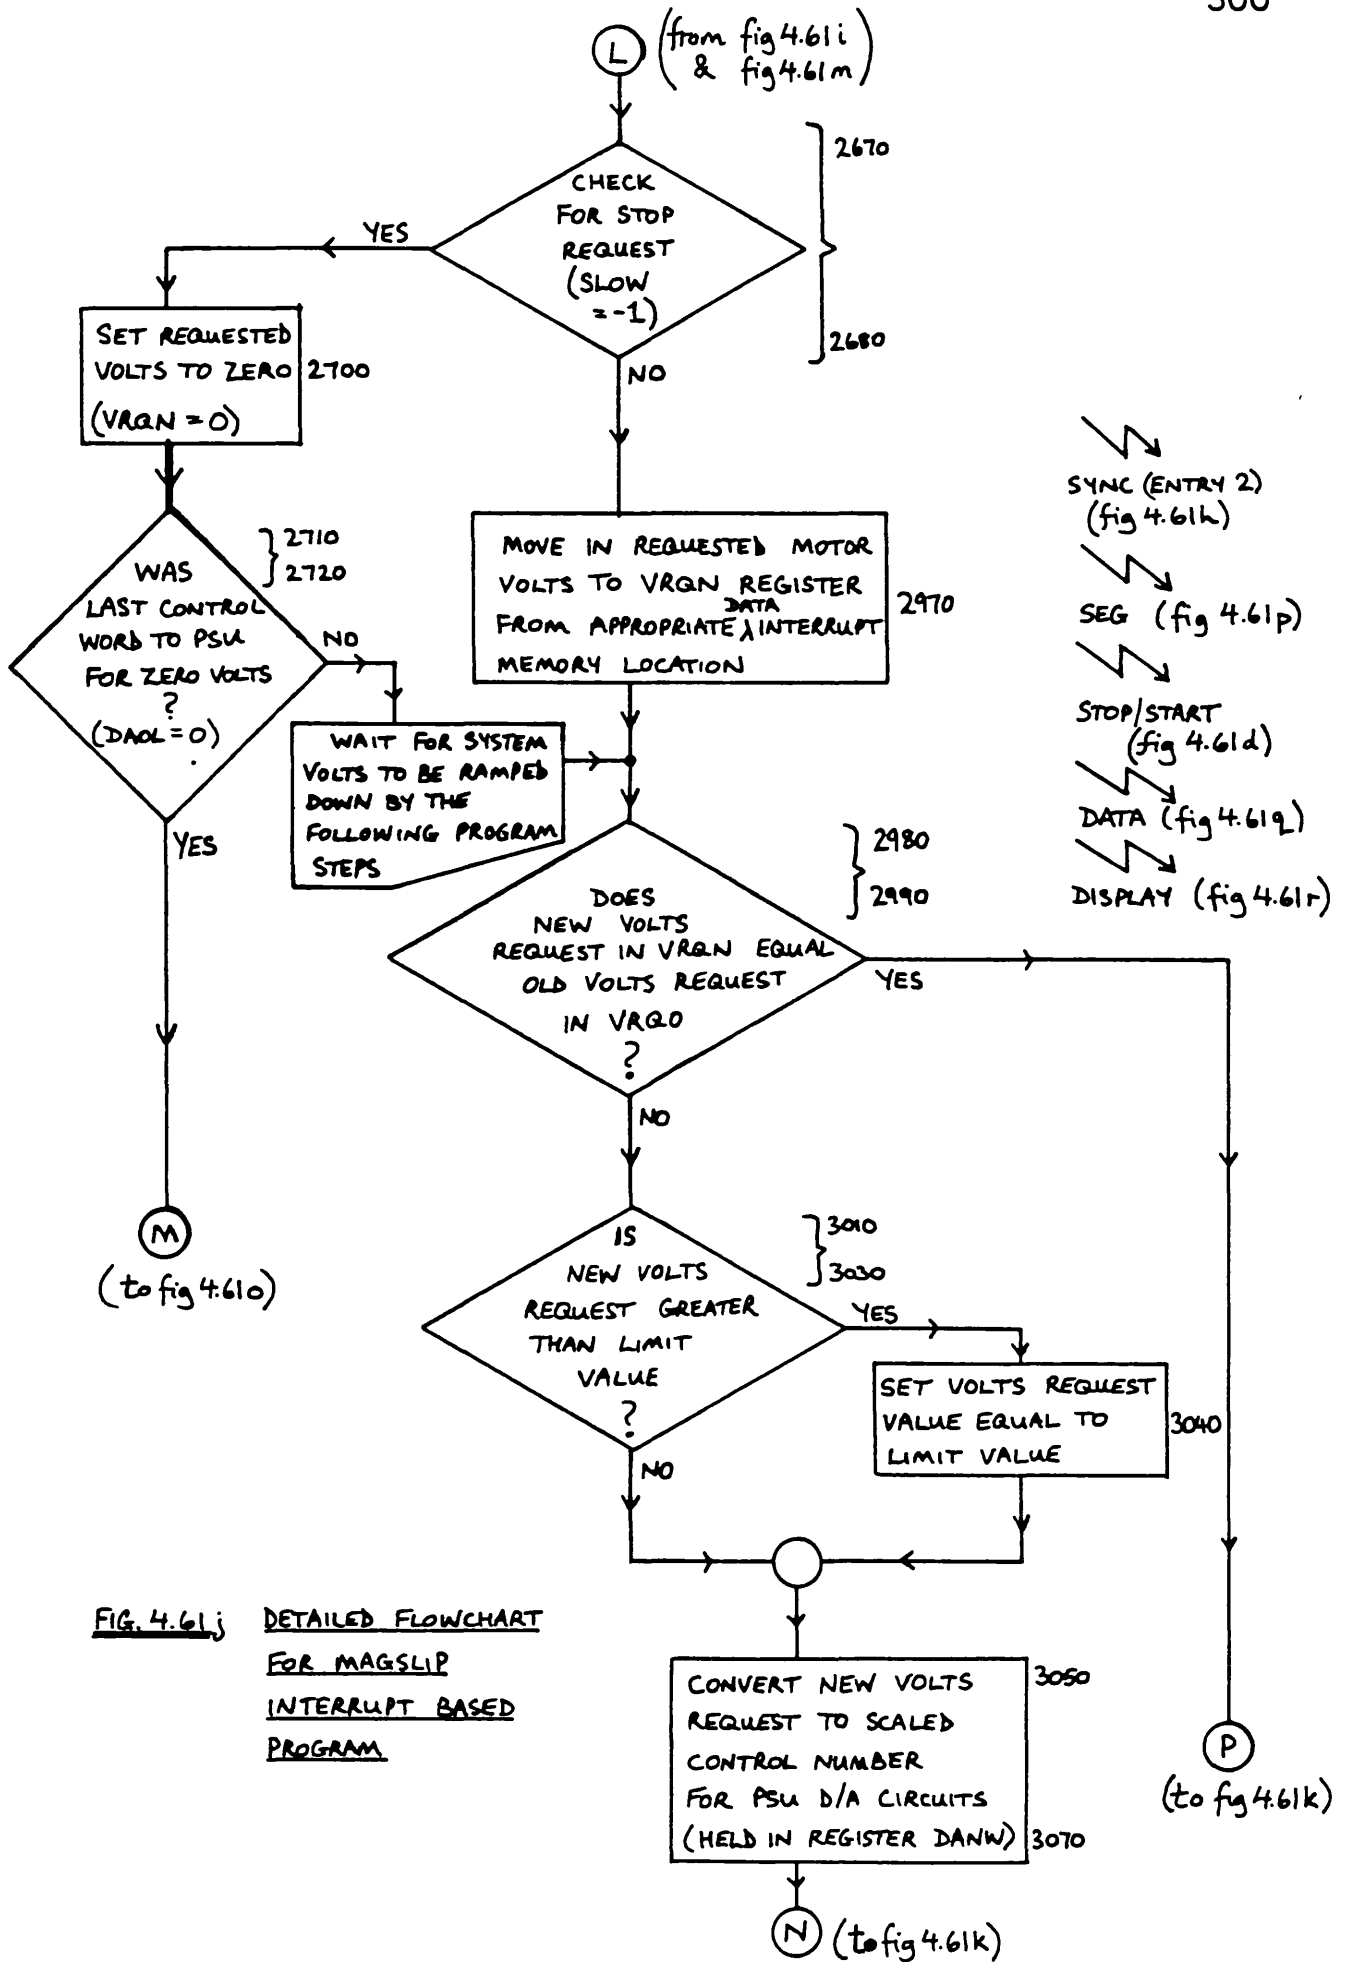 L
(from fig 4.61i
& fig 4.61m)
CHECK
FOR STOP
REQUEST
(SLOW
= -1)
2670
2680
YES
NO
SET REQUESTED
VOLTS TO ZERO
(VRQN = 0)
2700
WAS
LAST CONTROL
WORD TO PSU
FOR ZERO VOLTS
?
(DAOL = 0)
2710
2720
NO
YES
MOVE IN REQUESTED MOTOR
VOLTS TO VRQN REGISTER
DATA
FROM APPROPRIATE INTERRUPT
MEMORY LOCATION
2970
SYNC (ENTRY 2)
(fig 4.61h)
SEG (fig 4.61p)
STOP/START
(fig 4.61d)
DATA (fig 4.61q)
DISPLAY (fig 4.61r)
WAIT FOR SYSTEM
VOLTS TO BE RAMPED
DOWN BY THE
FOLLOWING PROGRAM
STEPS
DOES
NEW VOLTS
REQUEST IN VRQN EQUAL
OLD VOLTS REQUEST
IN VRQO
?
2980
2990
YES
NO
M
(to fig 4.61o)
IS
NEW VOLTS
REQUEST GREATER
THAN LIMIT
VALUE
?
3010
3030
YES
NO
SET VOLTS REQUEST
VALUE EQUAL TO
LIMIT VALUE
3040
FIG. 4.61j DETAILED FLOWCHART
FOR MAGSLIP
INTERRUPT BASED
PROGRAM
CONVERT NEW VOLTS
REQUEST TO SCALED
CONTROL NUMBER
FOR PSU D/A CIRCUITS
(HELD IN REGISTER DANW)
3050
3070
P
(to fig 4.61k)
N
(to fig 4.61k)